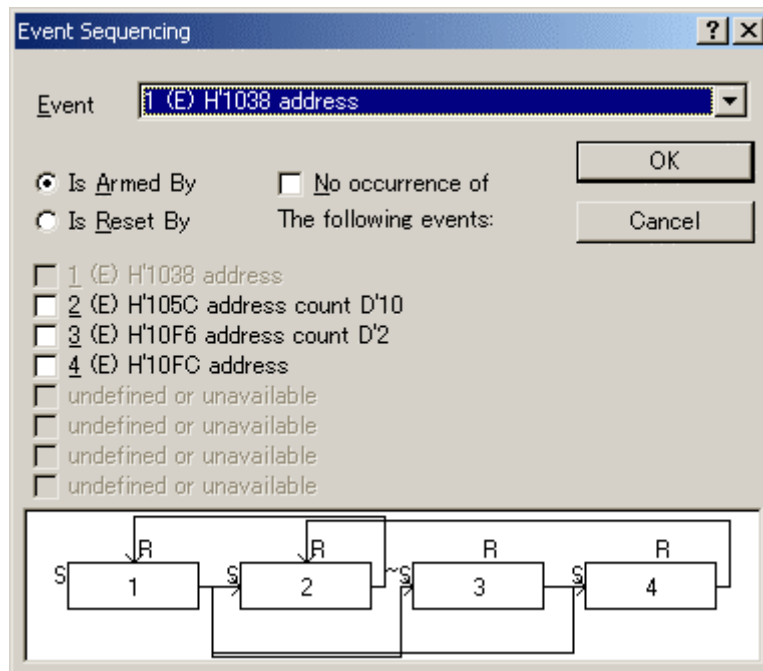 Event Sequencing
Event 1 (E) H'1038 address
Is Armed By No occurrence of OK
Is Reset By The following events: Cancel
1 (E) H'1038 address
2 (E) H'105C address count D'10
3 (E) H'10F6 address count D'2
4 (E) H'10FC address
undefined or unavailable
undefined or unavailable
undefined or unavailable
undefined or unavailable
R R R R
S 1 S 2 ~S 3 S 4